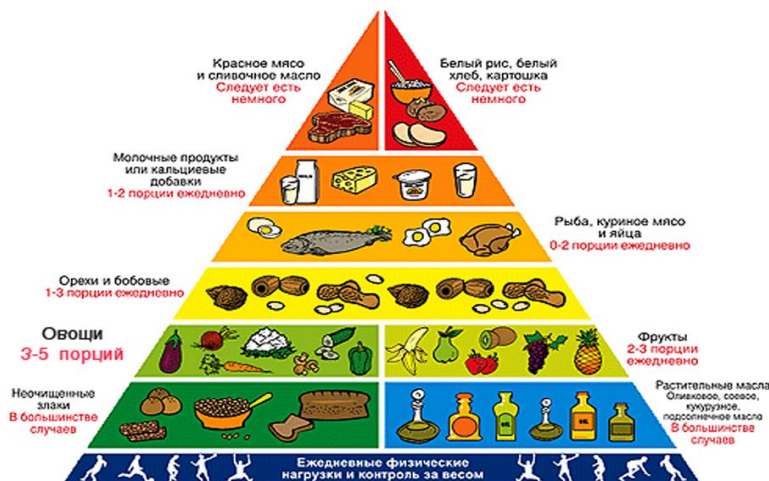 Красное мясо
и сливочное масло
Следует есть
немного
Белый рис, белый
хлеб, картошка
Следует есть
немного
Молочные продукты
или кальциевые
добавки
1-2 порции ежедневно
Рыба, куриное мясо
и яйца
0-2 порции ежедневно
Орехи и бобовые
1-3 порции ежедневно
Овощи
3-5 порций
Фрукты
2-3 порции
ежедневно
Неочищенные
злаки
В большинстве
случаев
Растительные масла
Оливковое, соевое,
кукурузное,
подсолнечное масло
В большинстве
случаев
Ежедневные физические
нагрузки и контроль за весом